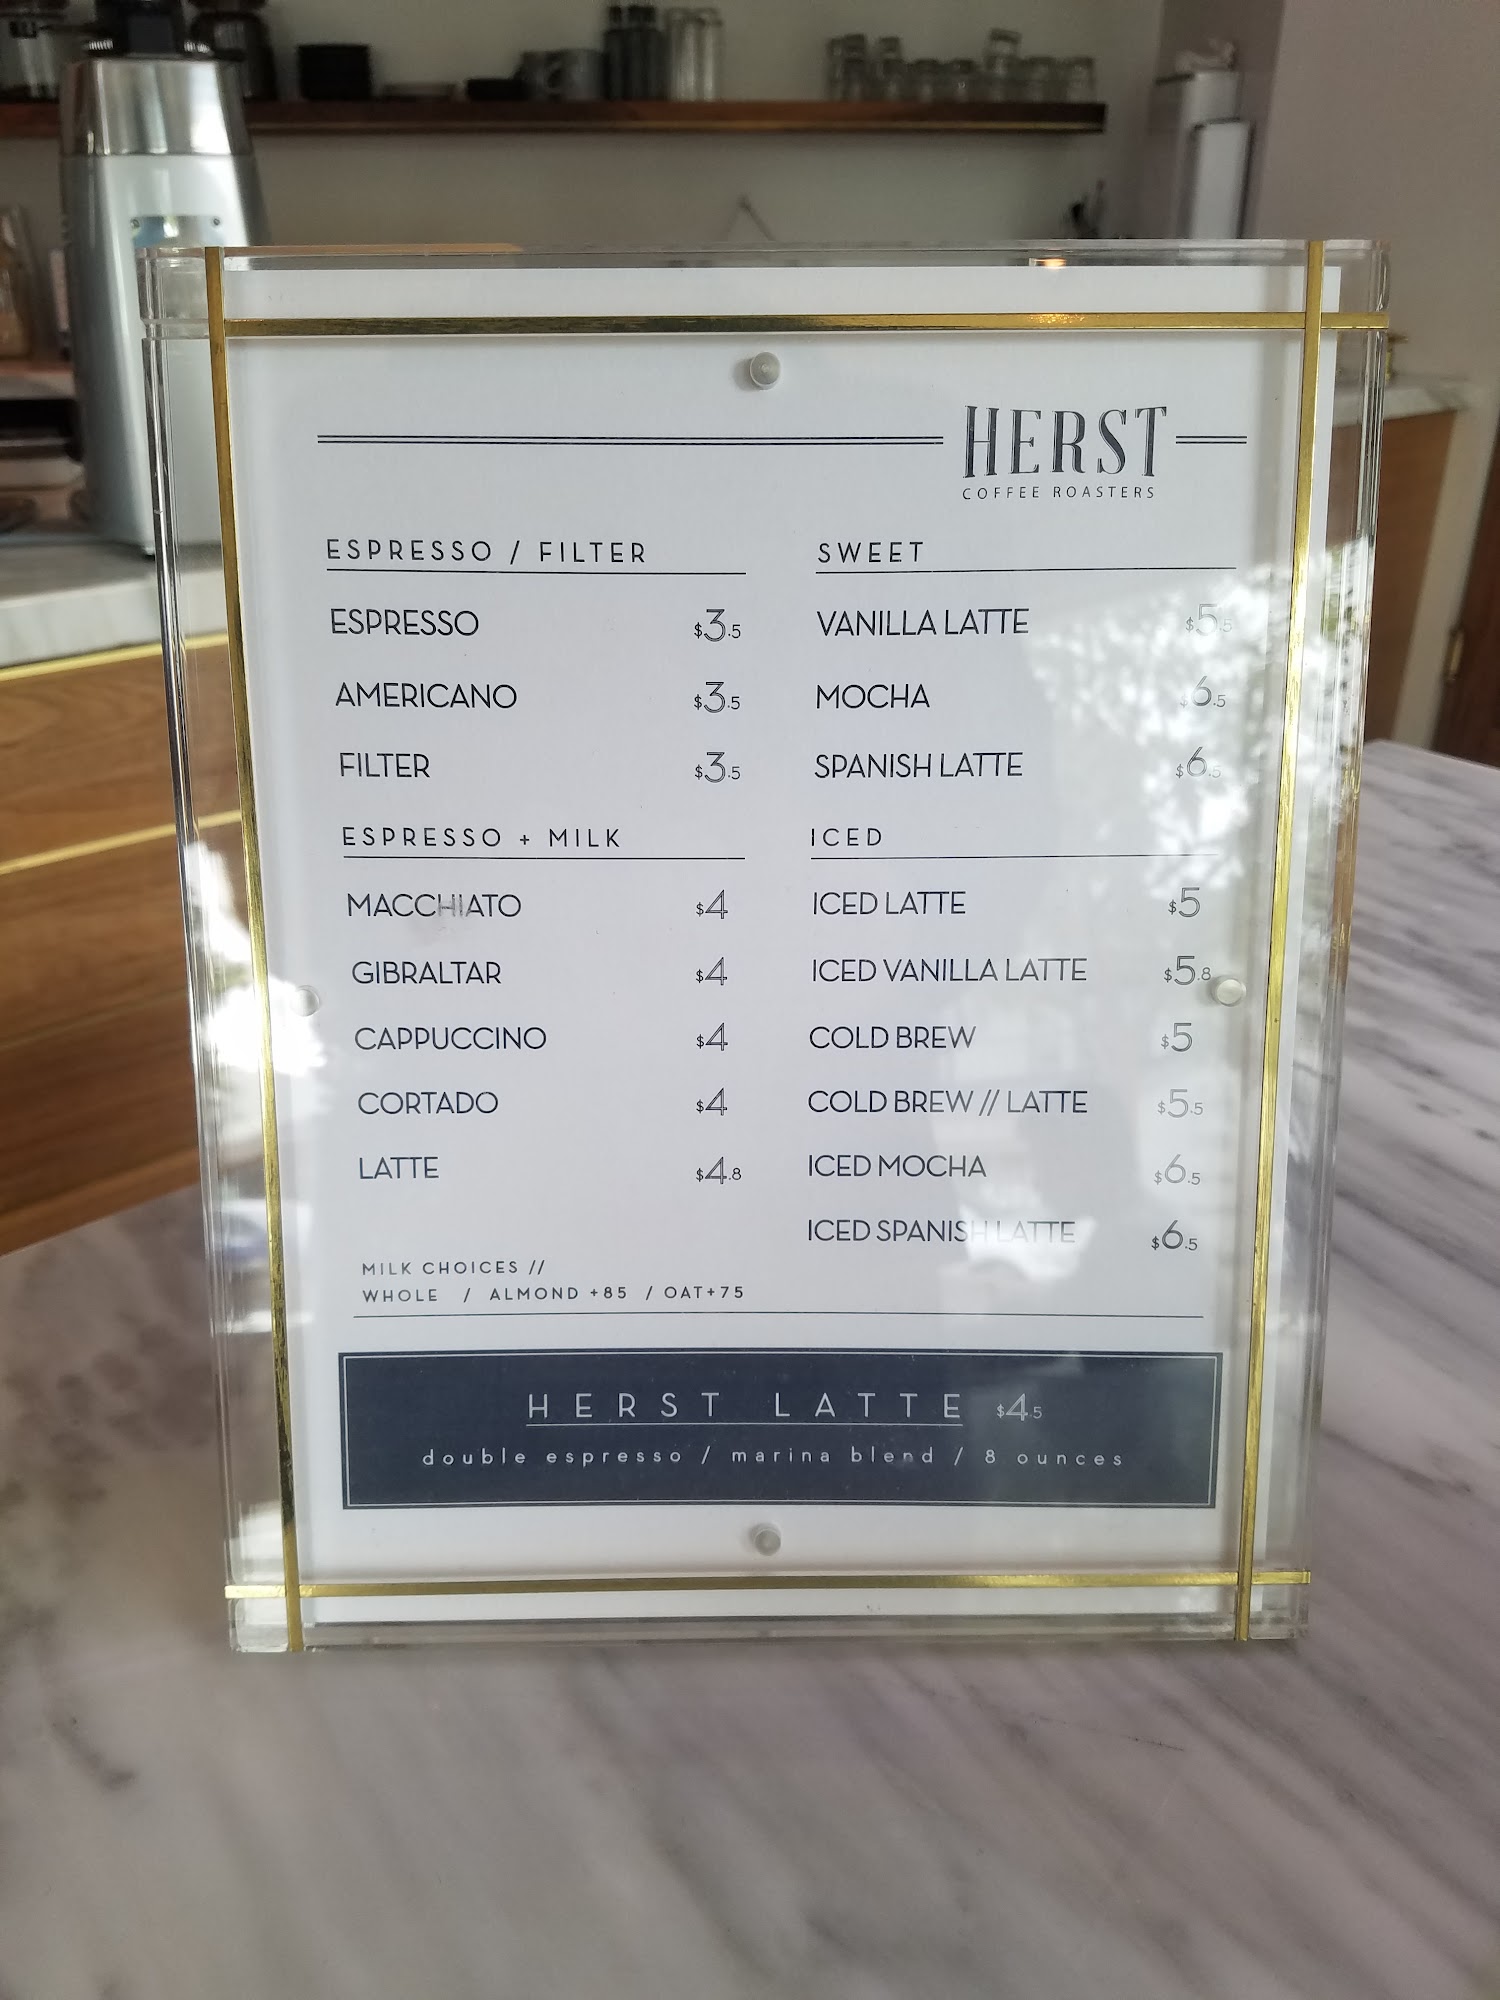 HERST
COFFEE ROASTERS
ESPRESSO / FILTER
ESPRESSO $3.5
AMERICANO $3.5
FILTER $3.5
ESPRESSO + MILK
MACCHIATO $4
GIBRALTAR $4
CAPPUCCINO $4
CORTADO $4
LATTE $4.8
MILK CHOICES //
WHOLE / ALMOND +85 / OAT+75
SWEET
VANILLA LATTE $5.5
MOCHA $6.5
SPANISH LATTE $6.5
ICED
ICED LATTE $5
ICED VANILLA LATTE $5.8
COLD BREW $5
COLD BREW // LATTE $5.5
ICED MOCHA $6.5
ICED SPANISH LATTE $6.5
HERST LATTE $4.5
double espresso / marina blend / 8 ounces